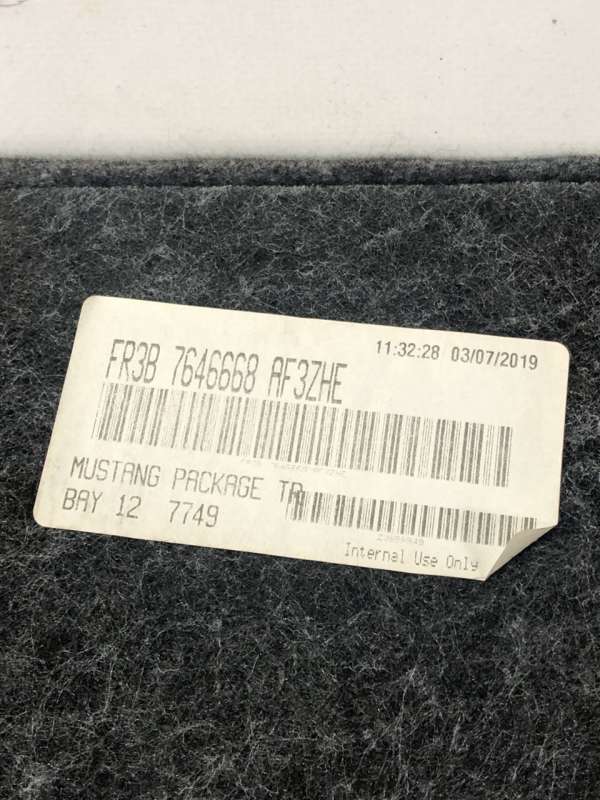 11:32:28 03/07/2019
FR3B 7646668 AF3ZHE
MUSTANG PACKAGE TR
BAY 12 7749
Internal Use Only